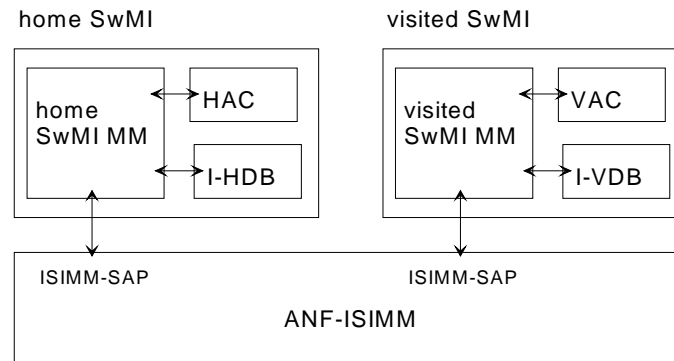 home SwMI
visited SwMI
home
SwMI MM
HAC
I-HDB
visited
SwMI MM
VAC
I-VDB
ISIMM-SAP
ISIMM-SAP
ANF-ISIMM